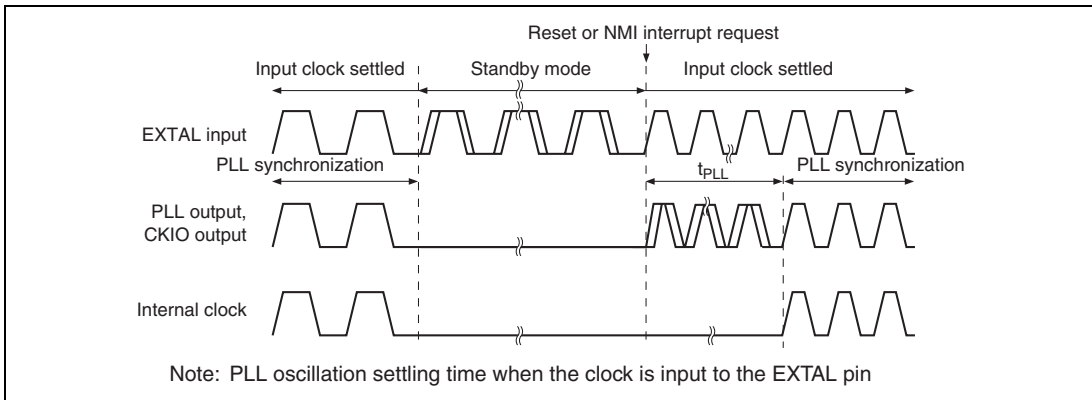 Reset or NMI interrupt request
Input clock settled
Standby mode
Input clock settled
EXTAL input
PLL synchronization
tPLL
PLL synchronization
PLL output,
CKIO output
Internal clock
Note: PLL oscillation settling time when the clock is input to the EXTAL pin